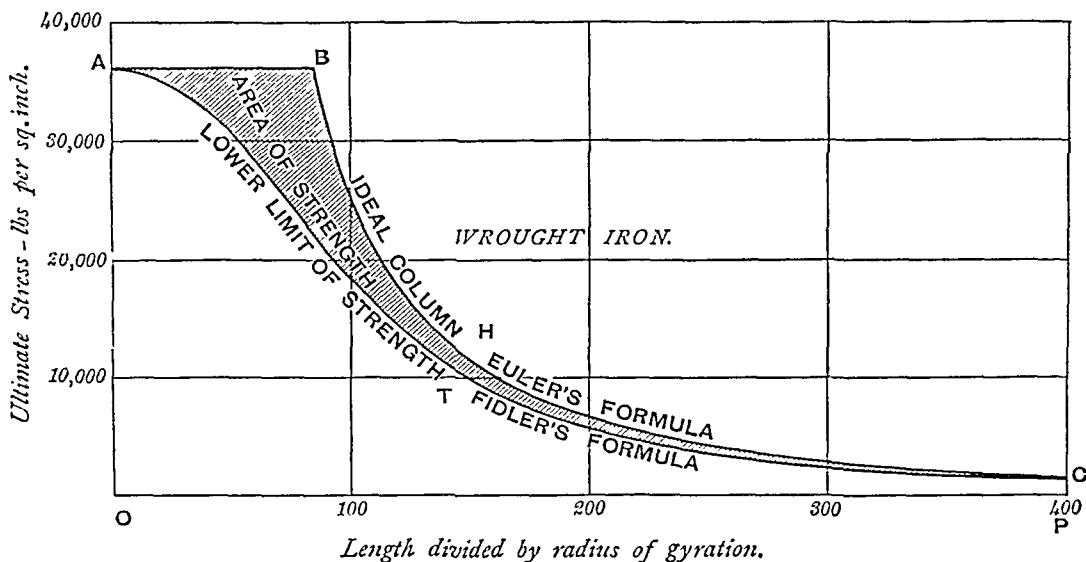 40,000
A
B
30,000
20,000
10,000
Ultimate Stress – lbs per sq. inch.
AREA OF STRENGTH
LOWER LIMIT OF STRENGTH
IDEAL COLUMN
WROUGHT IRON.
H
EULER'S FORMULA
T
FIDLER'S FORMULA
C
O
100
200
300
400
P
Length divided by radius of gyration.